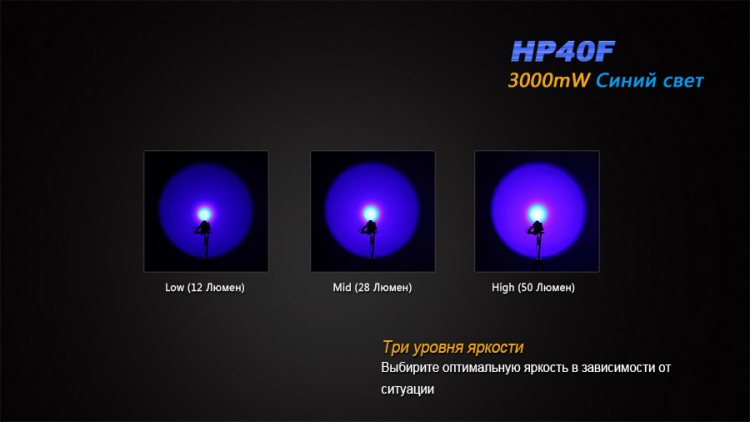 HP40F
3000mW Синий свет
Low (12 Люмен)
Mid (28 Люмен)
High (50 Люмен)
Три уровня яркости
Выбирите оптимальную яркость в зависимости от
ситуации